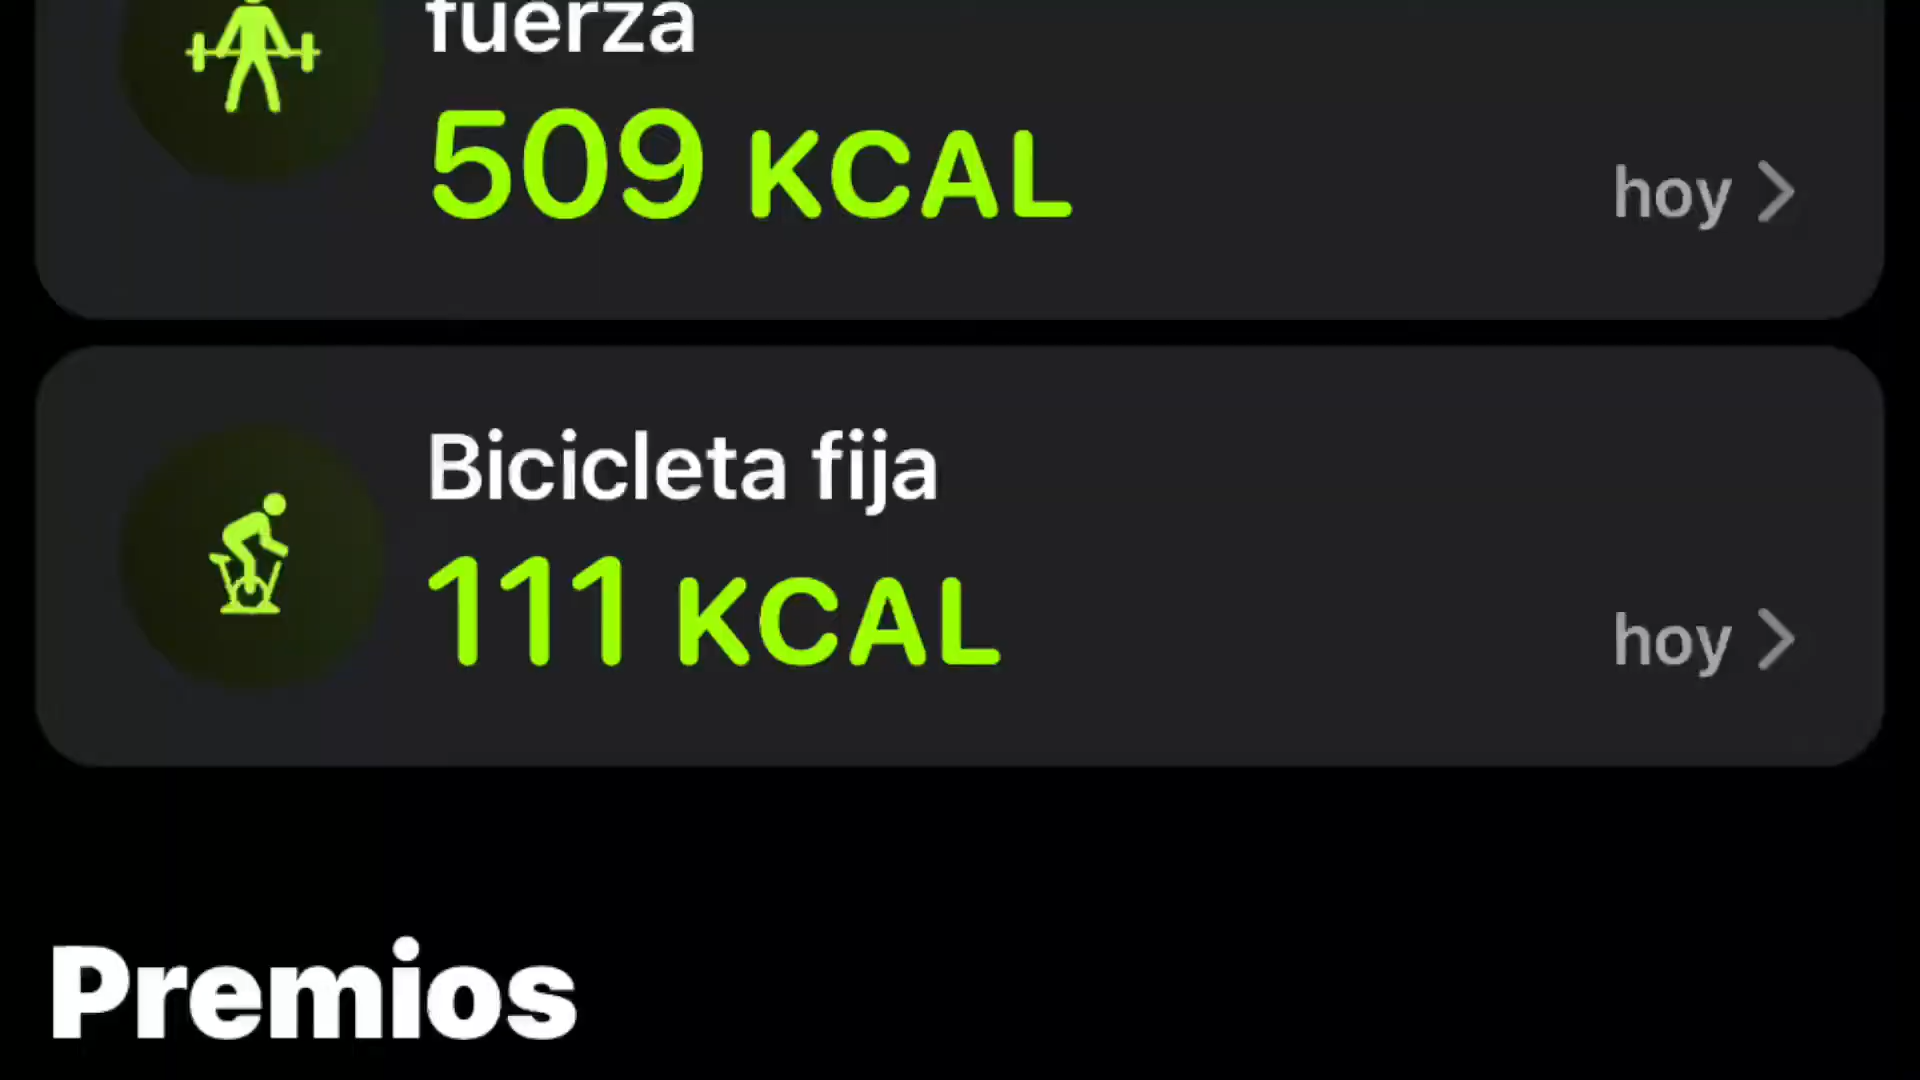 fuerza
509 KCAL
hoy
Bicicleta fija
111 KCAL
hoy
Premios